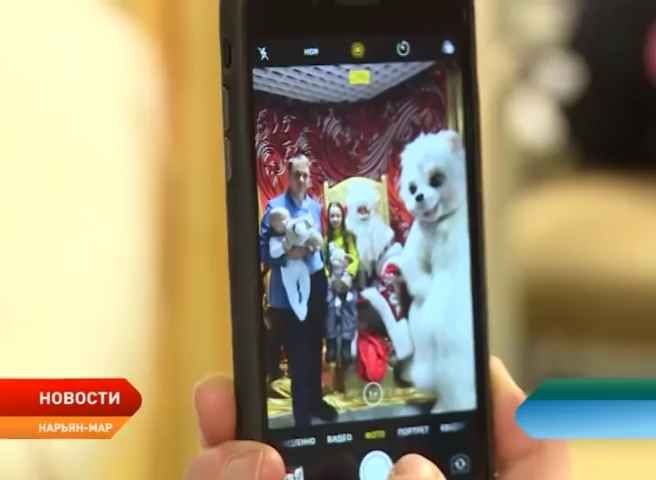 HDR
НОВОСТИ
НАРЬЯН-МАР
ВИДЕО
ФОТО
ПОРТРЕТ